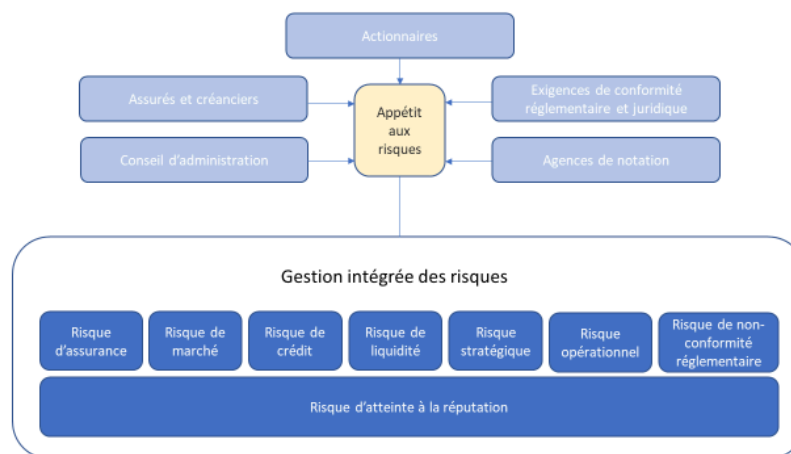 Actionnaires
Assurés et créanciers
Exigences de conformité
réglementaire et juridique
Appétit
aux
risques
Conseil d'administration
Agences de notation
Gestion intégrée des risques
Risque
d'assurance
Risque de
marché
Risque de
crédit
Risque de
liquidité
Risque
stratégique
Risque
opérationnel
Risque de non-
conformité
réglementaire
Risque d'atteinte à la réputation